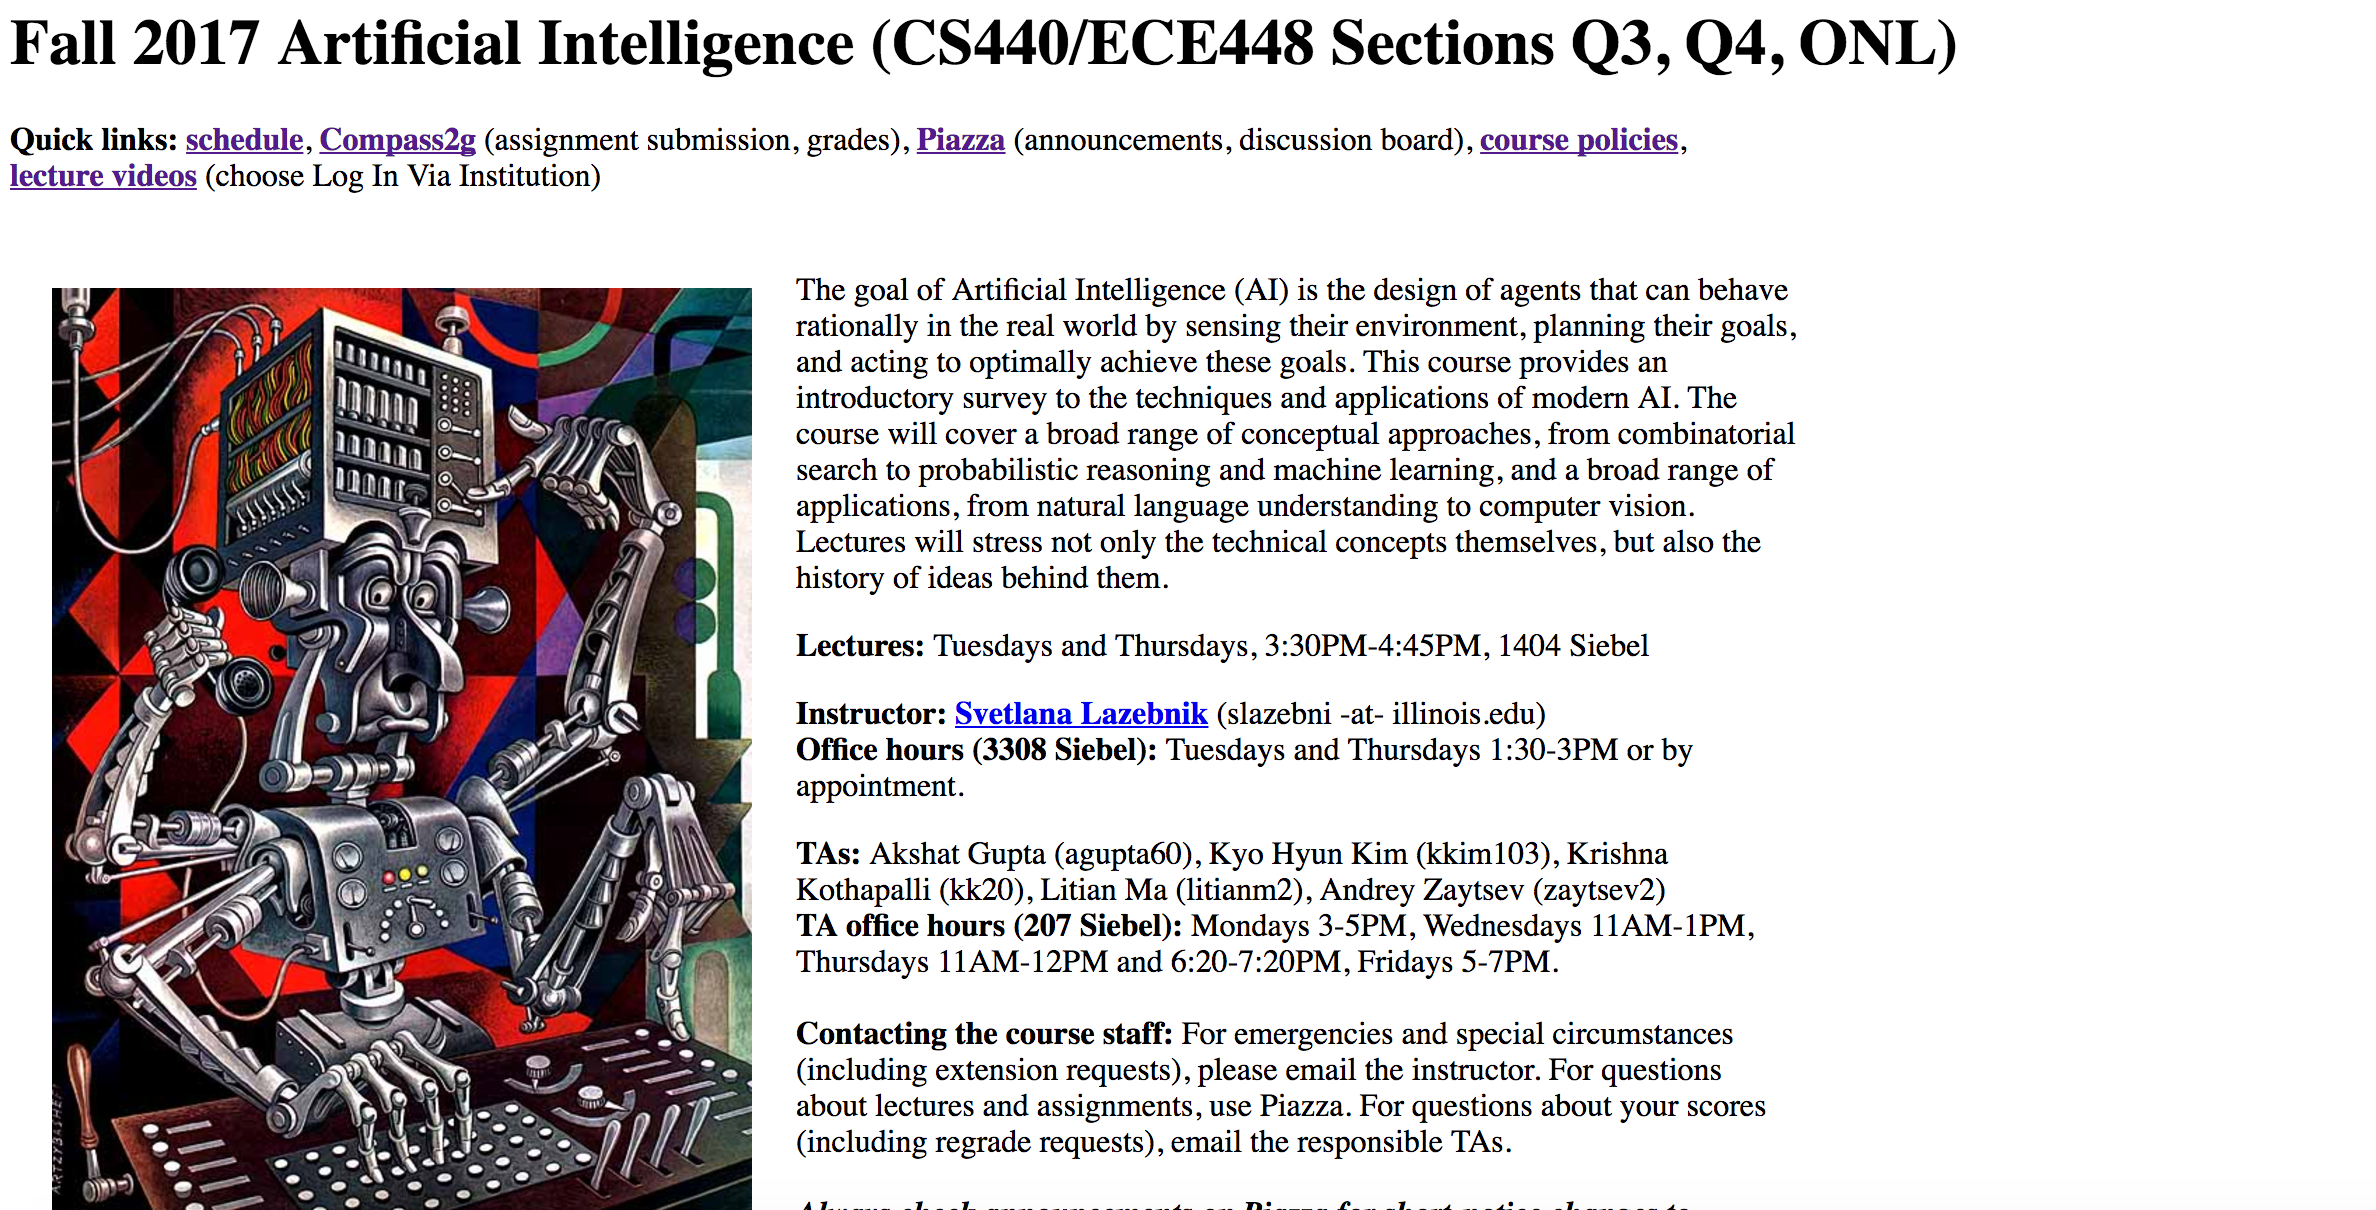 Fall 2017 Artificial Intelligence (CS440/ECE448 Sections Q3, Q4, ONL)
Quick links: schedule, Compass2g (assignment submission, grades), Piazza (announcements, discussion board), course policies,
lecture videos (choose Log In Via Institution)
The goal of Artificial Intelligence (AI) is the design of agents that can behave
rationally in the real world by sensing their environment, planning their goals,
and acting to optimally achieve these goals. This course provides an
introductory survey to the techniques and applications of modern AI. The
course will cover a broad range of conceptual approaches, from combinatorial
search to probabilistic reasoning and machine learning, and a broad range of
applications, from natural language understanding to computer vision.
Lectures will stress not only the technical concepts themselves, but also the
history of ideas behind them.
Lectures: Tuesdays and Thursdays, 3:30PM-4:45PM, 1404 Siebel
Instructor: Svetlana Lazebnik (slazebni -at- illinois.edu)
Office hours (3308 Siebel): Tuesdays and Thursdays 1:30-3PM or by
appointment.
TAs: Akshat Gupta (agupta60), Kyo Hyun Kim (kkim103), Krishna
Kothapalli (kk20), Litian Ma (litianm2), Andrey Zaytsev (zaytsev2)
TA office hours (207 Siebel): Mondays 3-5PM, Wednesdays 11AM-1PM,
Thursdays 11AM-12PM and 6:20-7:20PM, Fridays 5-7PM.
Contacting the course staff: For emergencies and special circumstances
(including extension requests), please email the instructor. For questions
about lectures and assignments, use Piazza. For questions about your scores
(including regrade requests), email the responsible TAs.
Always check announcements on Piazza for short-notice changes to
ARTZYBASHEFF